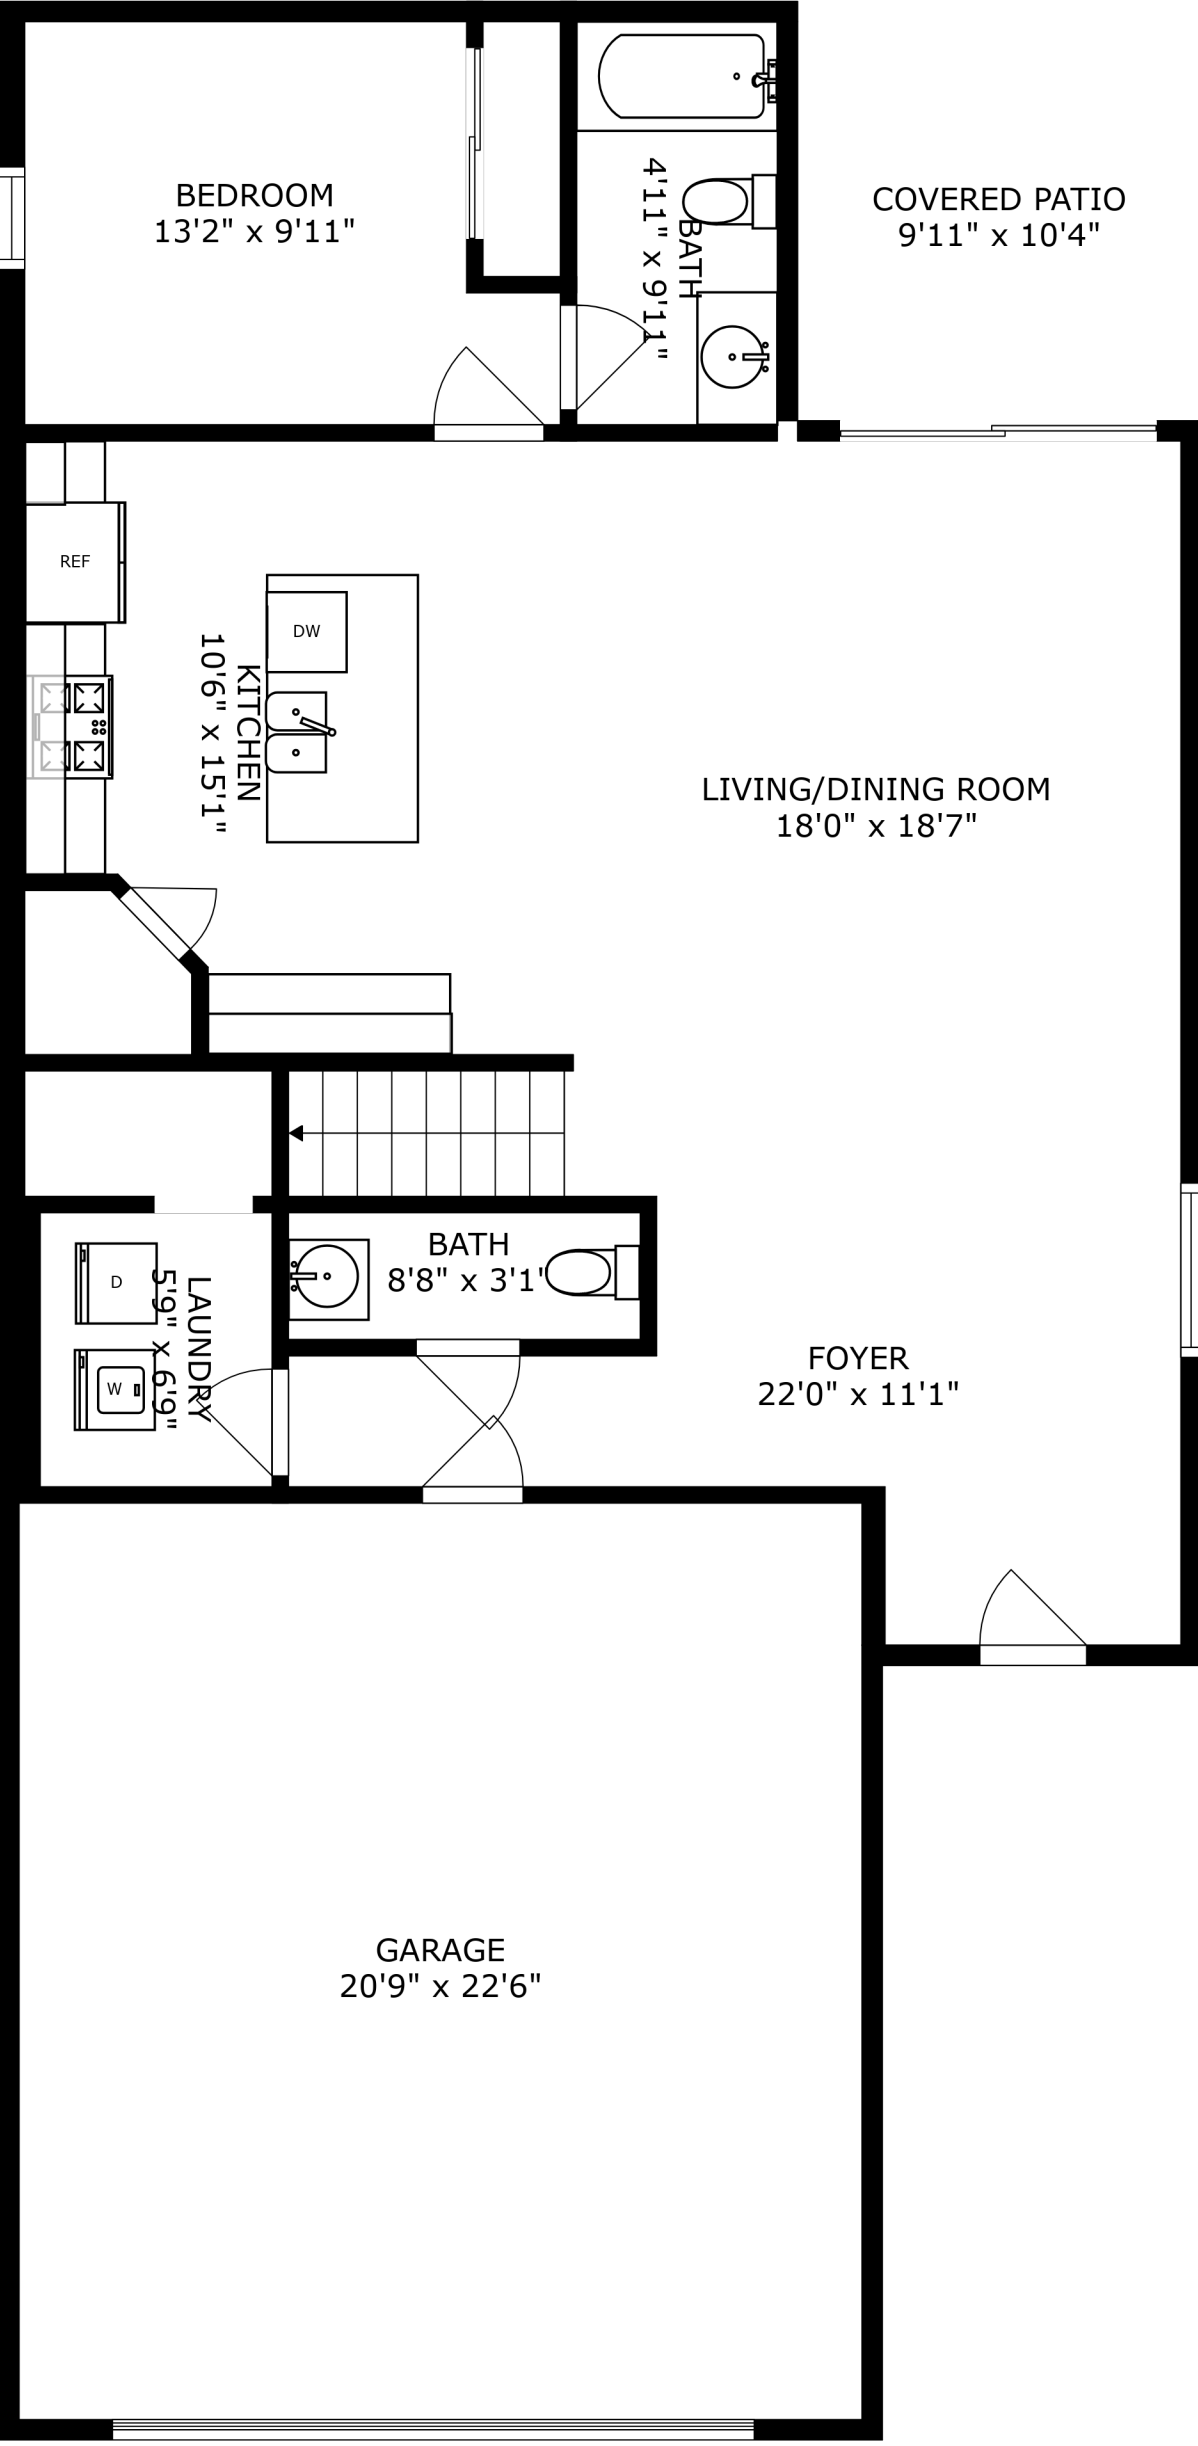 BEDROOM
13'2" x 9'11"
BATH
4'11" x 9'11"
COVERED PATIO
9'11" x 10'4"
REF
DW
KITCHEN
10'6" x 15'1"
LIVING/DINING ROOM
18'0" x 18'7"
BATH
8'8" x 3'1"
D
W
LAUNDRY
5'9" x 6'9"
FOYER
22'0" x 11'1"
GARAGE
20'9" x 22'6"